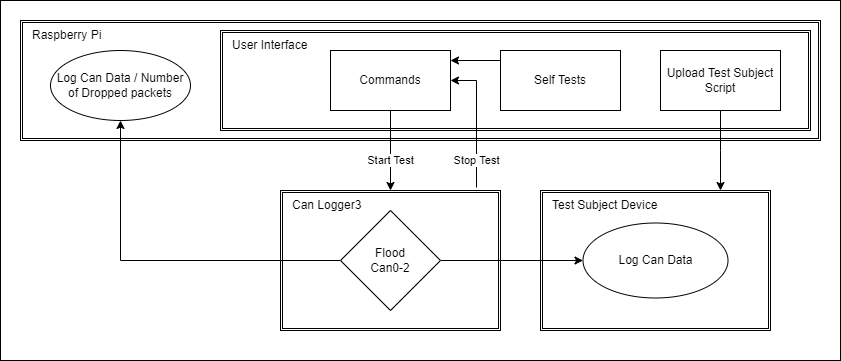 Raspberry Pi
User Interface
Log Can Data / Number
of Dropped packets
Commands
Self Tests
Upload Test Subject
Script
Start Test
Stop Test
Can Logger3
Test Subject Device
Flood
Can0-2
Log Can Data